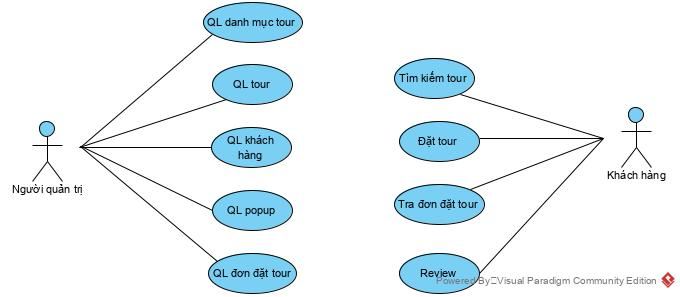 QL danh mục tour
QL tour
QL khách
hàng
QL popup
QL đơn đặt tour
Người quản trị
Tìm kiếm tour
Đặt tour
Tra đơn đặt tour
Review
Khách hàng
Powered By Visual Paradigm Community Edition